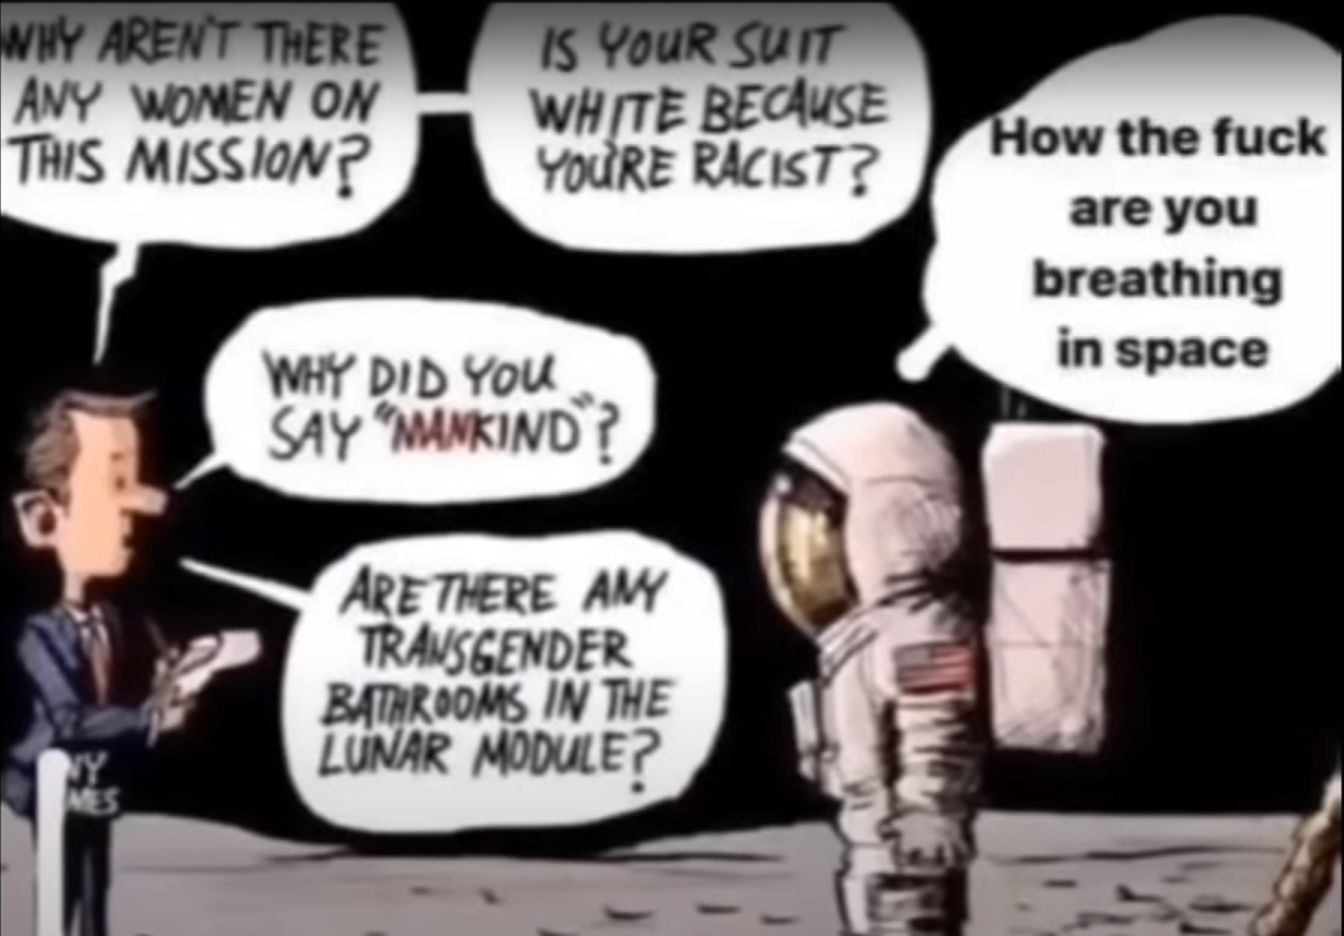 WHY AREN'T THERE
ANY WOMEN ON
THIS MISSION?
IS YOUR SUIT
WHITE BECAUSE
YOU'RE RACIST?
How the fuck
are you
breathing
in space
WHY DID YOU
SAY "MANKIND"?
ARE THERE ANY
TRANSGENDER
BATHROOMS IN THE
LUNAR MODULE?
NY
MES